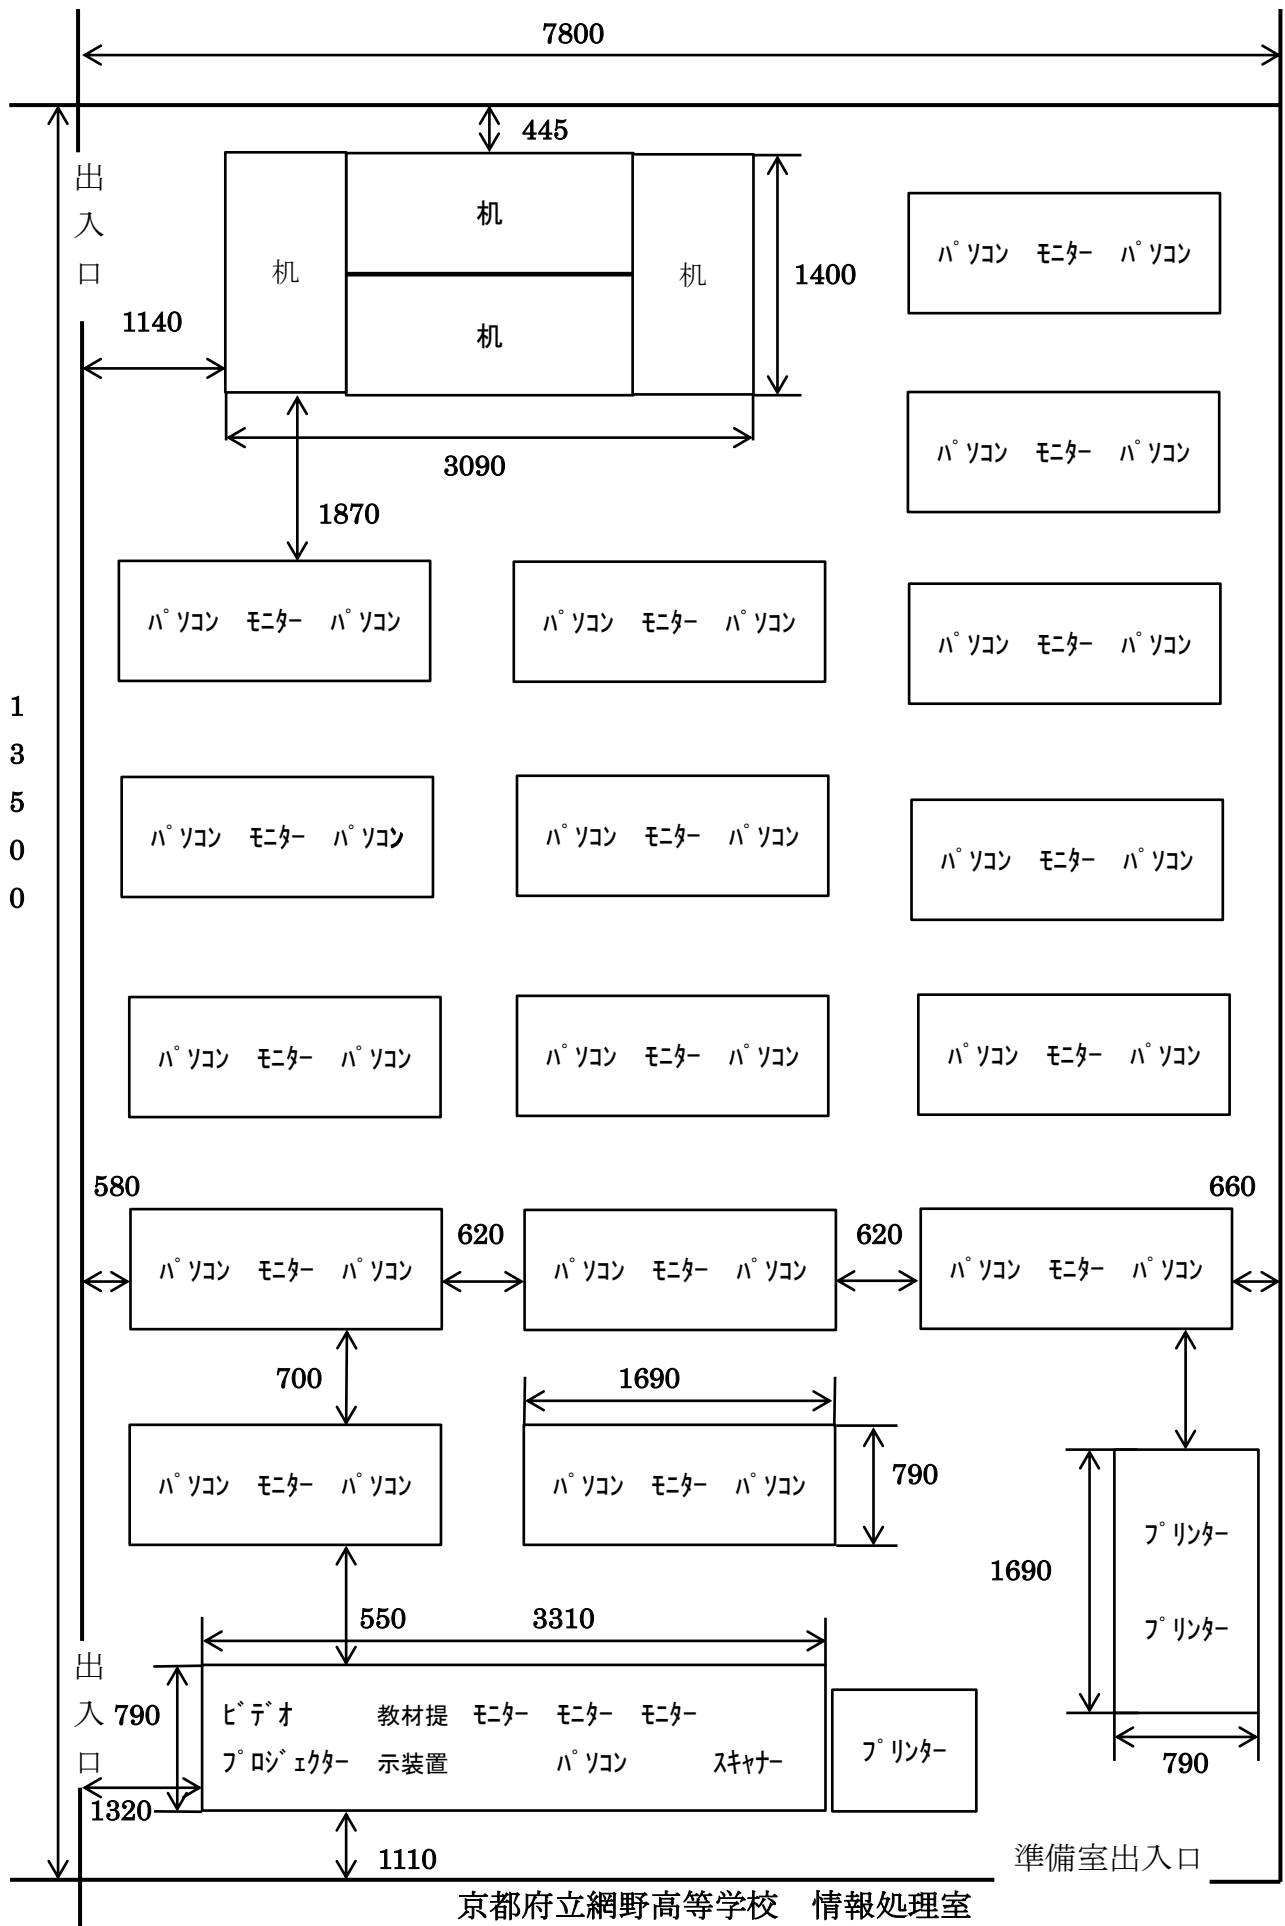 7800
445
出入口
机
机
机
机
1400
パソコン　モニター　パソコン
1140
パソコン　モニター　パソコン
3090
1870
パソコン　モニター　パソコン
パソコン　モニター　パソコン
パソコン　モニター　パソコン
13500
パソコン　モニター　パソコン
パソコン　モニター　パソコン
パソコン　モニター　パソコン
パソコン　モニター　パソコン
パソコン　モニター　パソコン
パソコン　モニター　パソコン
580
660
620
620
パソコン　モニター　パソコン
パソコン　モニター　パソコン
パソコン　モニター　パソコン
700
1690
パソコン　モニター　パソコン
パソコン　モニター　パソコン
790
プリンター
プリンター
1690
790
550
3310
出入口
790
ビデオ　教材提　モニター　モニター　モニター
プロジェクター　示装置　パソコン　スキャナー
プリンター
1320
1110
準備室出入口
京都府立網野高等学校　情報処理室